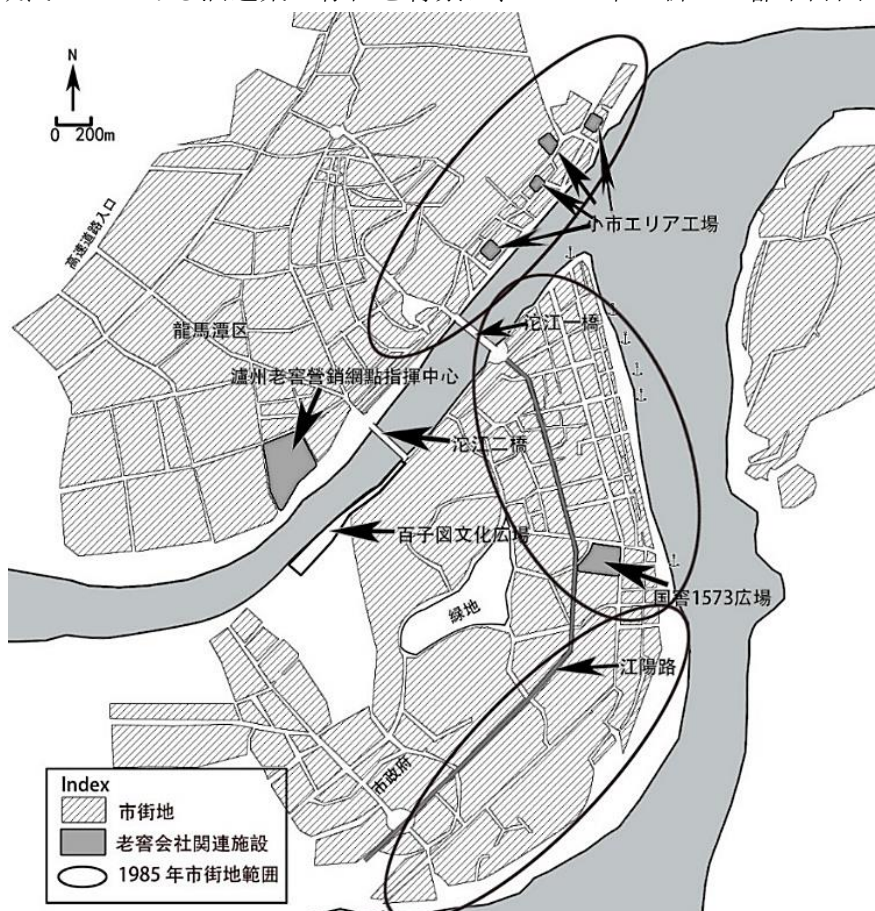 N
0 200m
高速道路入口
小市エリア工場
龍馬潭区
沱江一橋
瀘州老窖營銷網點指揮中心
沱江二橋
百子図文化広場
国窖1573広場
緑地
江陽路
市政府
Index
市街地
老窖会社関連施設
1985年市街地範囲